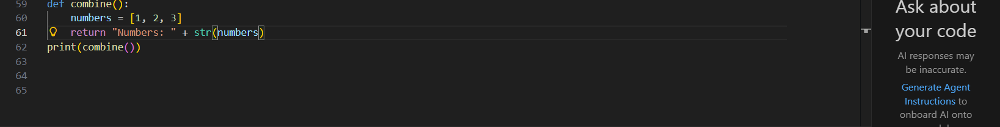 59 def combine():
60     numbers = [1, 2, 3]
61     return "Numbers: " + str(numbers)
62 print(combine())
63
64
65
Ask about
your code
AI responses may
be inaccurate.
Generate Agent
Instructions to
onboard AI onto